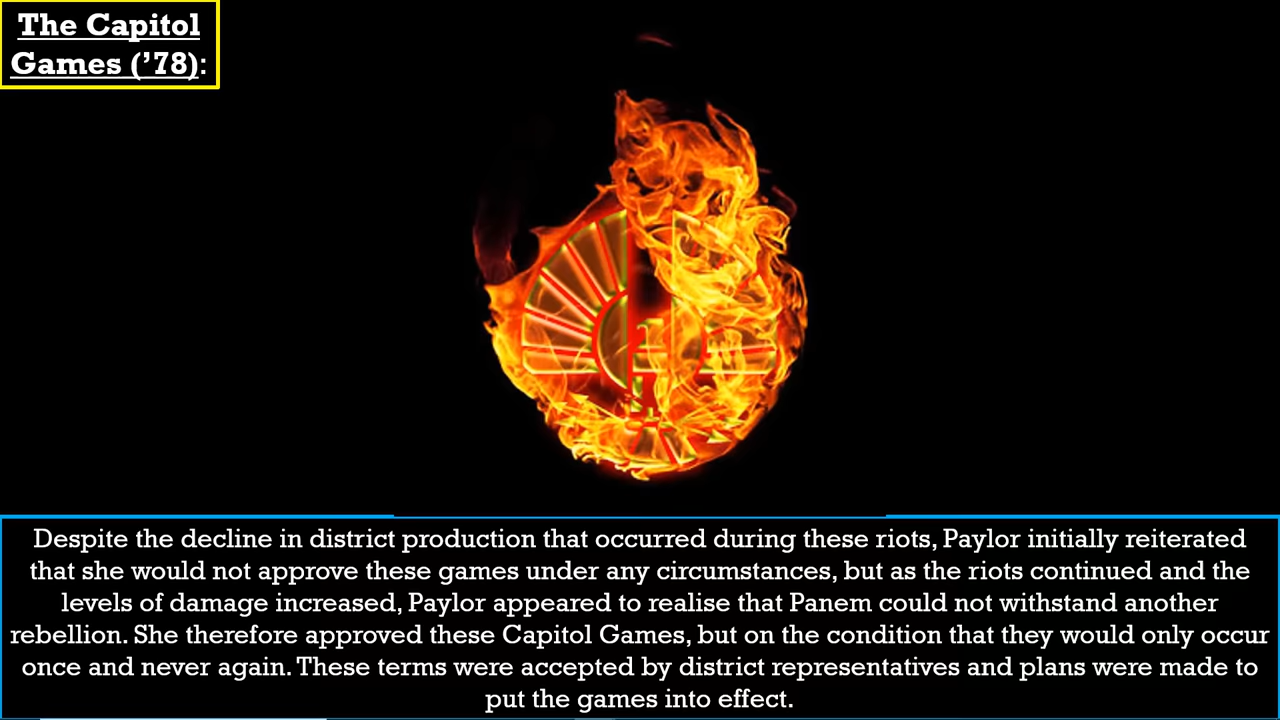 The Capitol
Games (’78):
Despite the decline in district production that occurred during these riots, Paylor initially reiterated
that she would not approve these games under any circumstances, but as the riots continued and the
levels of damage increased, Paylor appeared to realise that Panem could not withstand another
rebellion. She therefore approved these Capitol Games, but on the condition that they would only occur
once and never again. These terms were accepted by district representatives and plans were made to
put the games into effect.